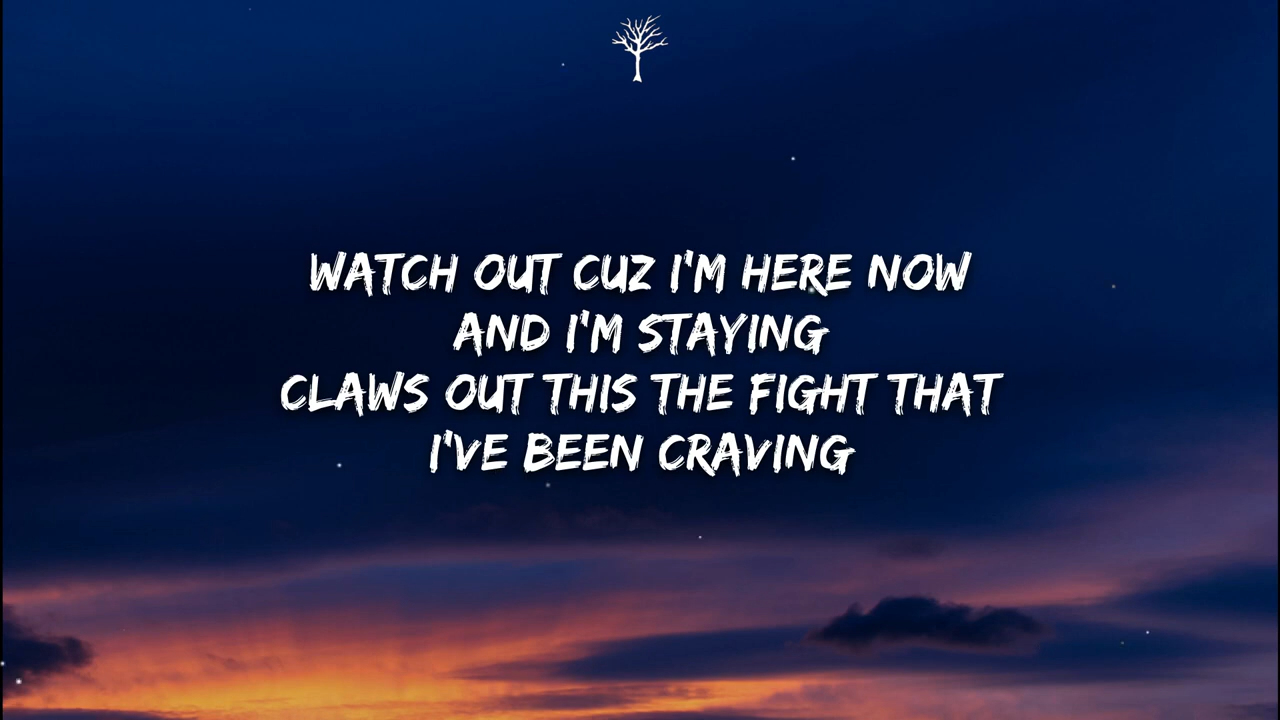 WATCH OUT CUZ I'M HERE NOW
AND I'M STAYING
CLAWS OUT THIS THE FIGHT THAT
I'VE BEEN CRAVING